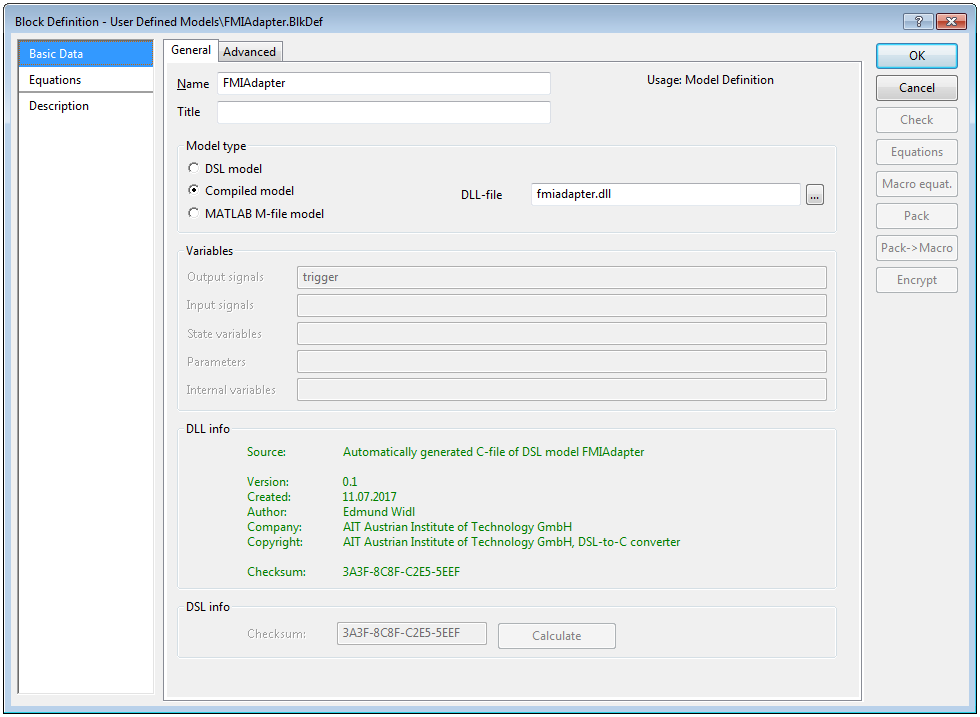 Block Definition - User Defined Models\FMIAdapter.BlkDef
?
Basic Data
Equations
Description
General
Advanced
Name
FMIAdapter
Usage: Model Definition
Title
Model type
DSL model
Compiled model
MATLAB M-file model
DLL-file
fmiadapter.dll
...
Variables
Output signals
trigger
Input signals
State variables
Parameters
Internal variables
DLL info
Source: Automatically generated C-file of DSL model FMIAdapter
Version: 0.1
Created: 11.07.2017
Author: Edmund Widl
Company: AIT Austrian Institute of Technology GmbH
Copyright: AIT Austrian Institute of Technology GmbH, DSL-to-C converter
Checksum: 3A3F-8C8F-C2E5-5EEF
DSL info
Checksum: 3A3F-8C8F-C2E5-5EEF
Calculate
OK
Cancel
Check
Equations
Macro equat.
Pack
Pack->Macro
Encrypt